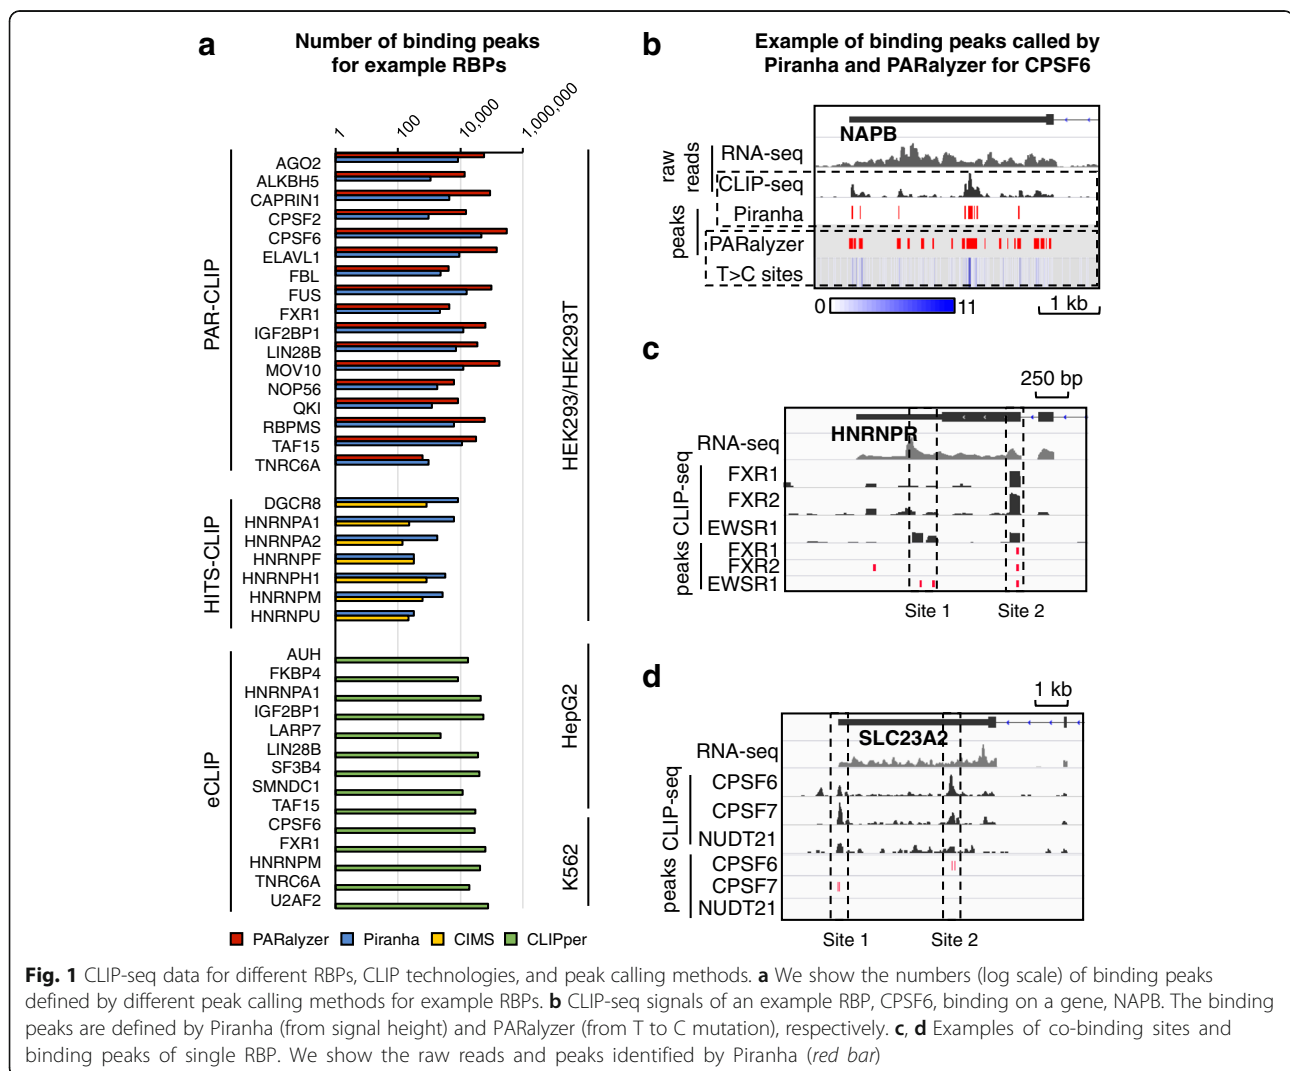 a
Number of binding peaks
for example RBPs
1
100
10,000
1,000,000
PAR-CLIP
AGO2
ALKBH5
CAPRIN1
CPSF2
CPSF6
ELAVL1
FBL
FUS
FXR1
IGF2BP1
LIN28B
MOV10
NOP56
QKI
RBPMS
TAF15
TNRC6A
HITS-CLIP
DGCR8
HNRNPA1
HNRNPA2
HNRNPF
HNRNPH1
HNRNPM
HNRNPU
HEK293/HEK293T
eCLIP
AUH
FKBP4
HNRNPA1
IGF2BP1
LARP7
LIN28B
SF3B4
SMNDC1
TAF15
CPSF6
FXR1
HNRNPM
TNRC6A
U2AF2
HepG2
K562
PARalyzer Piranha CIMS CLIPper
b
Example of binding peaks called by
Piranha and PARalyzer for CPSF6
NAPB
raw
reads
RNA-seq
CLIP-seq
peaks
Piranha
PARalyzer
T>C sites
0 11
1 kb
c
250 bp
HNRNPR
RNA-seq
CLIP-seq
FXR1
FXR2
EWSR1
peaks
FXR1
FXR2
EWSR1
Site 1 Site 2
d
1 kb
SLC23A2
RNA-seq
CLIP-seq
CPSF6
CPSF7
NUDT21
peaks
CPSF6
CPSF7
NUDT21
Site 1 Site 2
Fig. 1 CLIP-seq data for different RBPs, CLIP technologies, and peak calling methods. a We show the numbers (log scale) of binding peaks
defined by different peak calling methods for example RBPs. b CLIP-seq signals of an example RBP, CPSF6, binding on a gene, NAPB. The binding
peaks are defined by Piranha (from signal height) and PARalyzer (from T to C mutation), respectively. c, d Examples of co-binding sites and
binding peaks of single RBP. We show the raw reads and peaks identified by Piranha (red bar)